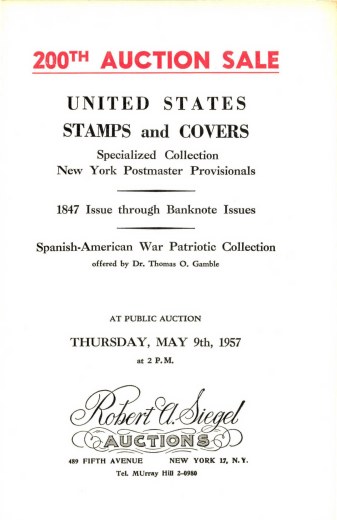 200TH AUCTION SALE
UNITED STATES
STAMPS and COVERS
Specialized Collection
New York Postmaster Provisionals
1847 Issue through Banknote Issues
Spanish-American War Patriotic Collection
offered by Dr. Thomas O. Gamble
AT PUBLIC AUCTION
THURSDAY, MAY 9th, 1957
at 2 P.M.
Robert A. Siegel
AUCTIONS
489 FIFTH AVENUE NEW YORK 17, N.Y.
Tel. MUrray Hill 2-0980